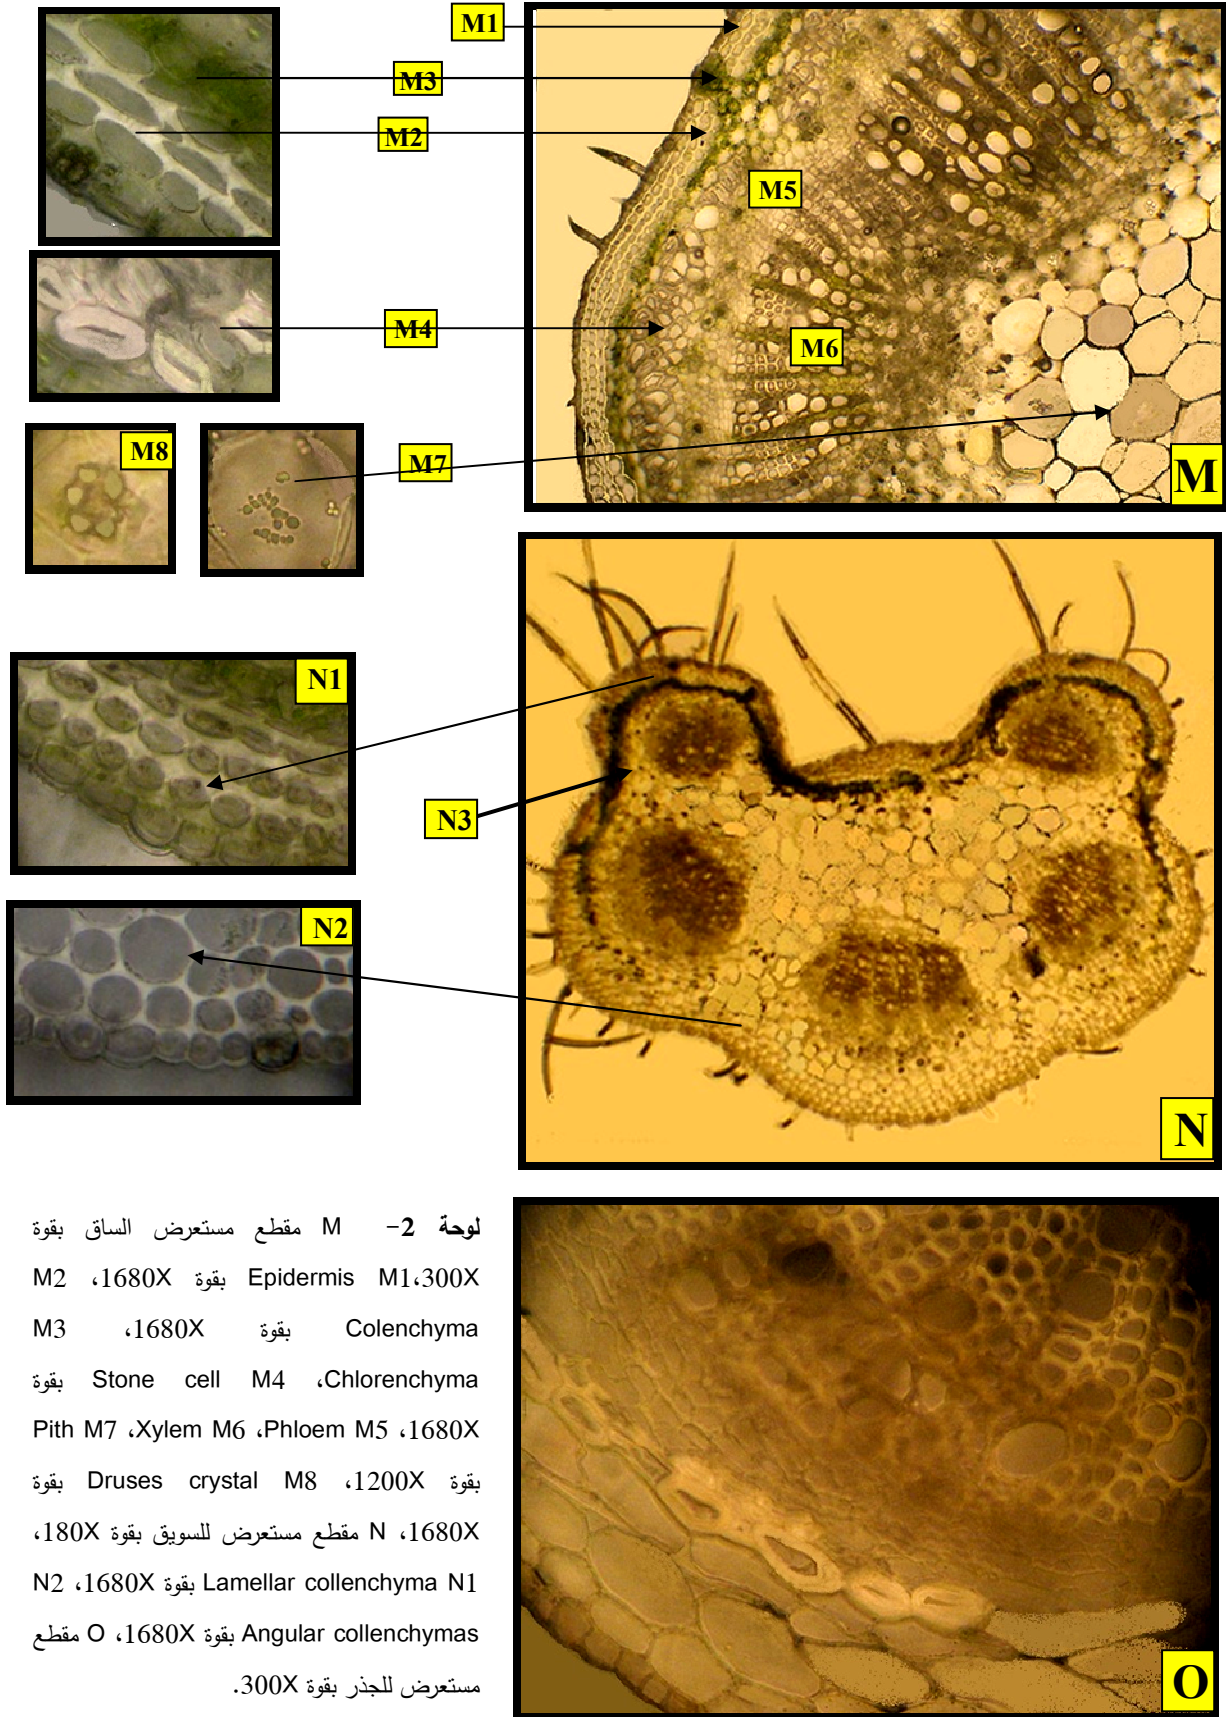 M1
M3
M2
M5
M4
M6
M8
M7
M
N1
N3
N2
N
لوحة 2- M مقطع مستعرض الساق بقوة
300X، M1 Epidermis بقوة 1680X، M2
Colenchyma بقوة 1680X، M3
Chlorenchyma، M4 Stone cell بقوة
1680X، M5 Phloem، M6 Xylem، M7 Pith
بقوة 1200X، M8 Druses crystal بقوة
1680X، N مقطع مستعرض للسويق بقوة 180X،
N1 Lamellar collenchyma بقوة 1680X، N2
Angular collenchymas بقوة 1680X، O مقطع
مستعرض للجذر بقوة 300X.
O